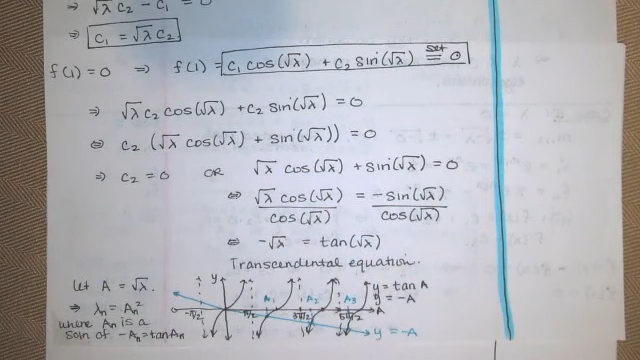 ⇒ √λ C₂ − C₁ = 0
⇒ C₁ = √λ C₂
f(1) = 0 ⇒ f(1) = C₁ cos(√λ) + C₂ sin(√λ) set = 0
⇒ √λ C₂ cos(√λ) + C₂ sin(√λ) = 0
⇔ C₂ (√λ cos(√λ) + sin(√λ)) = 0
⇒ C₂ = 0 OR √λ cos(√λ) + sin(√λ) = 0
⇔ √λ cos(√λ) / cos(√λ) = −sin(√λ) / cos(√λ)
⇔ −√λ = tan(√λ)
Transcendental equation.
let A = √λ.
⇒ λn = An²
where An is a
soln of −An = tanAn
y
y = tan A
y = −A
A₁ A₂ A₃
−π/2 π/2 3π/2 5π/2 A
y = −A